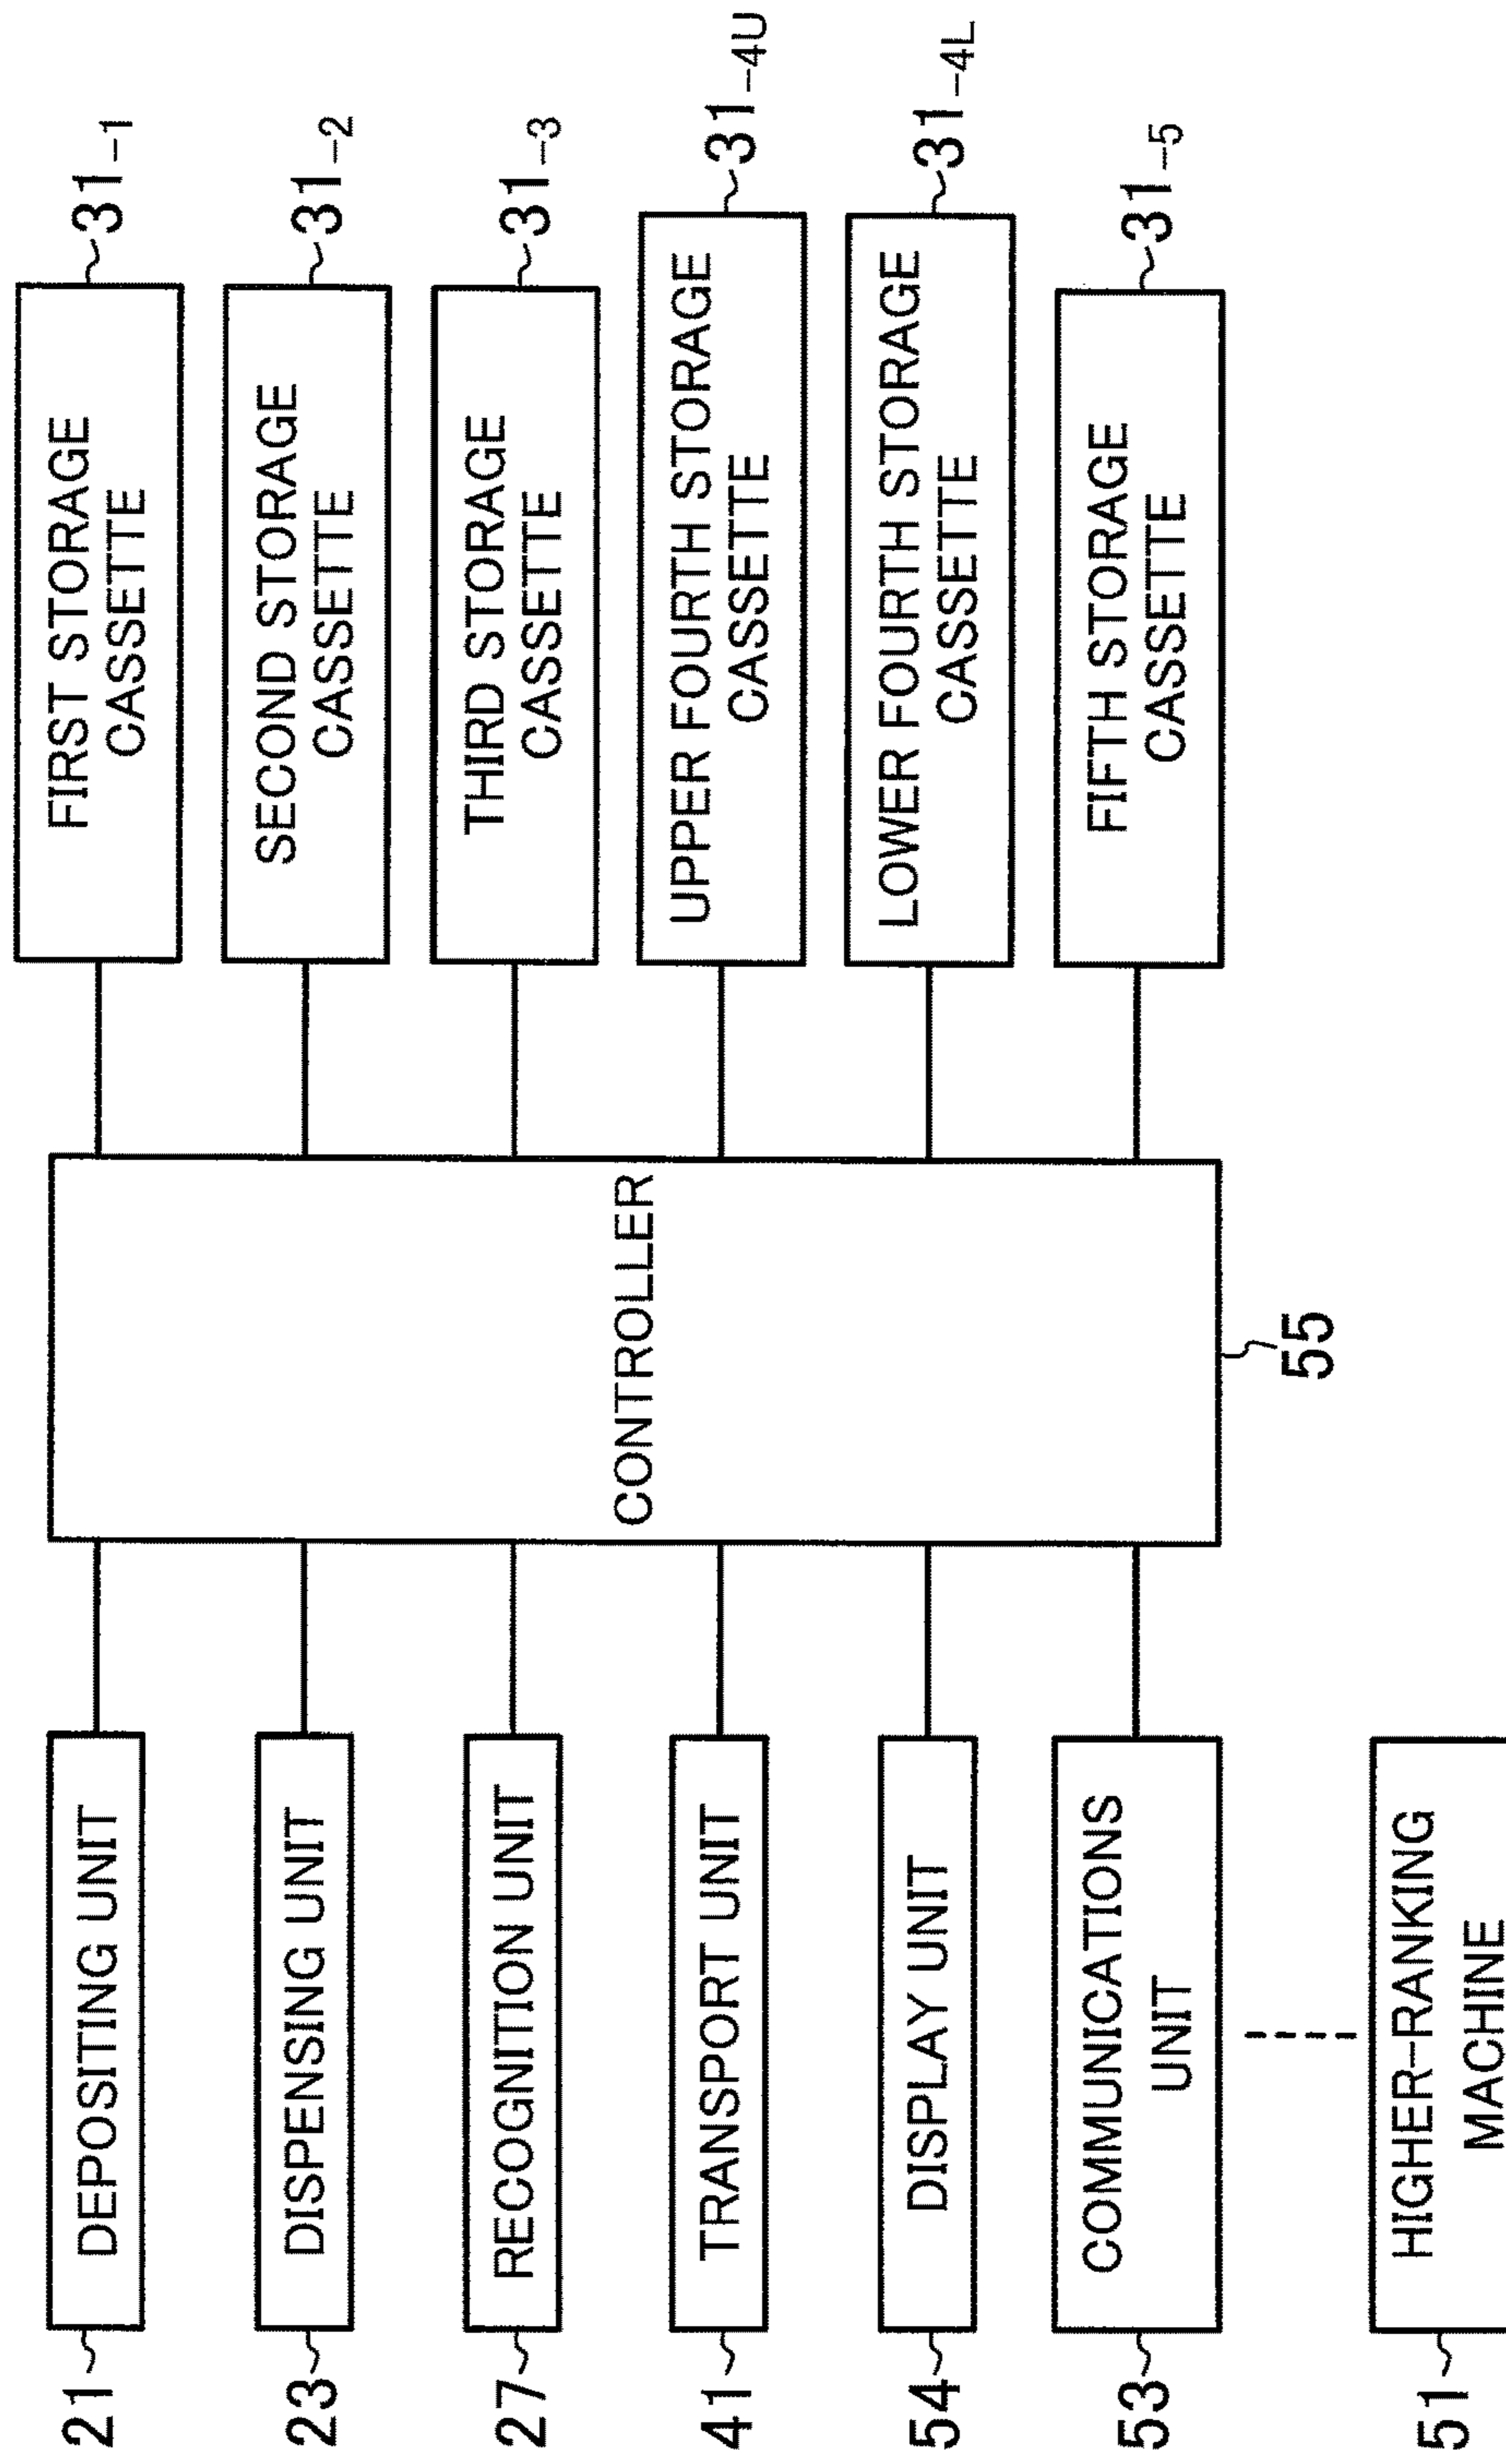 21
DEPOSITING UNIT
23
DISPENSING UNIT
27
RECOGNITION UNIT
41
TRANSPORT UNIT
54
DISPLAY UNIT
53
COMMUNICATIONS
UNIT
51
HIGHER-RANKING
MACHINE
CONTROLLER
55
FIRST STORAGE
CASSETTE
31-1
SECOND STORAGE
CASSETTE
31-2
THIRD STORAGE
CASSETTE
31-3
UPPER FOURTH STORAGE
CASSETTE
31-4U
LOWER FOURTH STORAGE
CASSETTE
31-4L
FIFTH STORAGE
CASSETTE
31-5